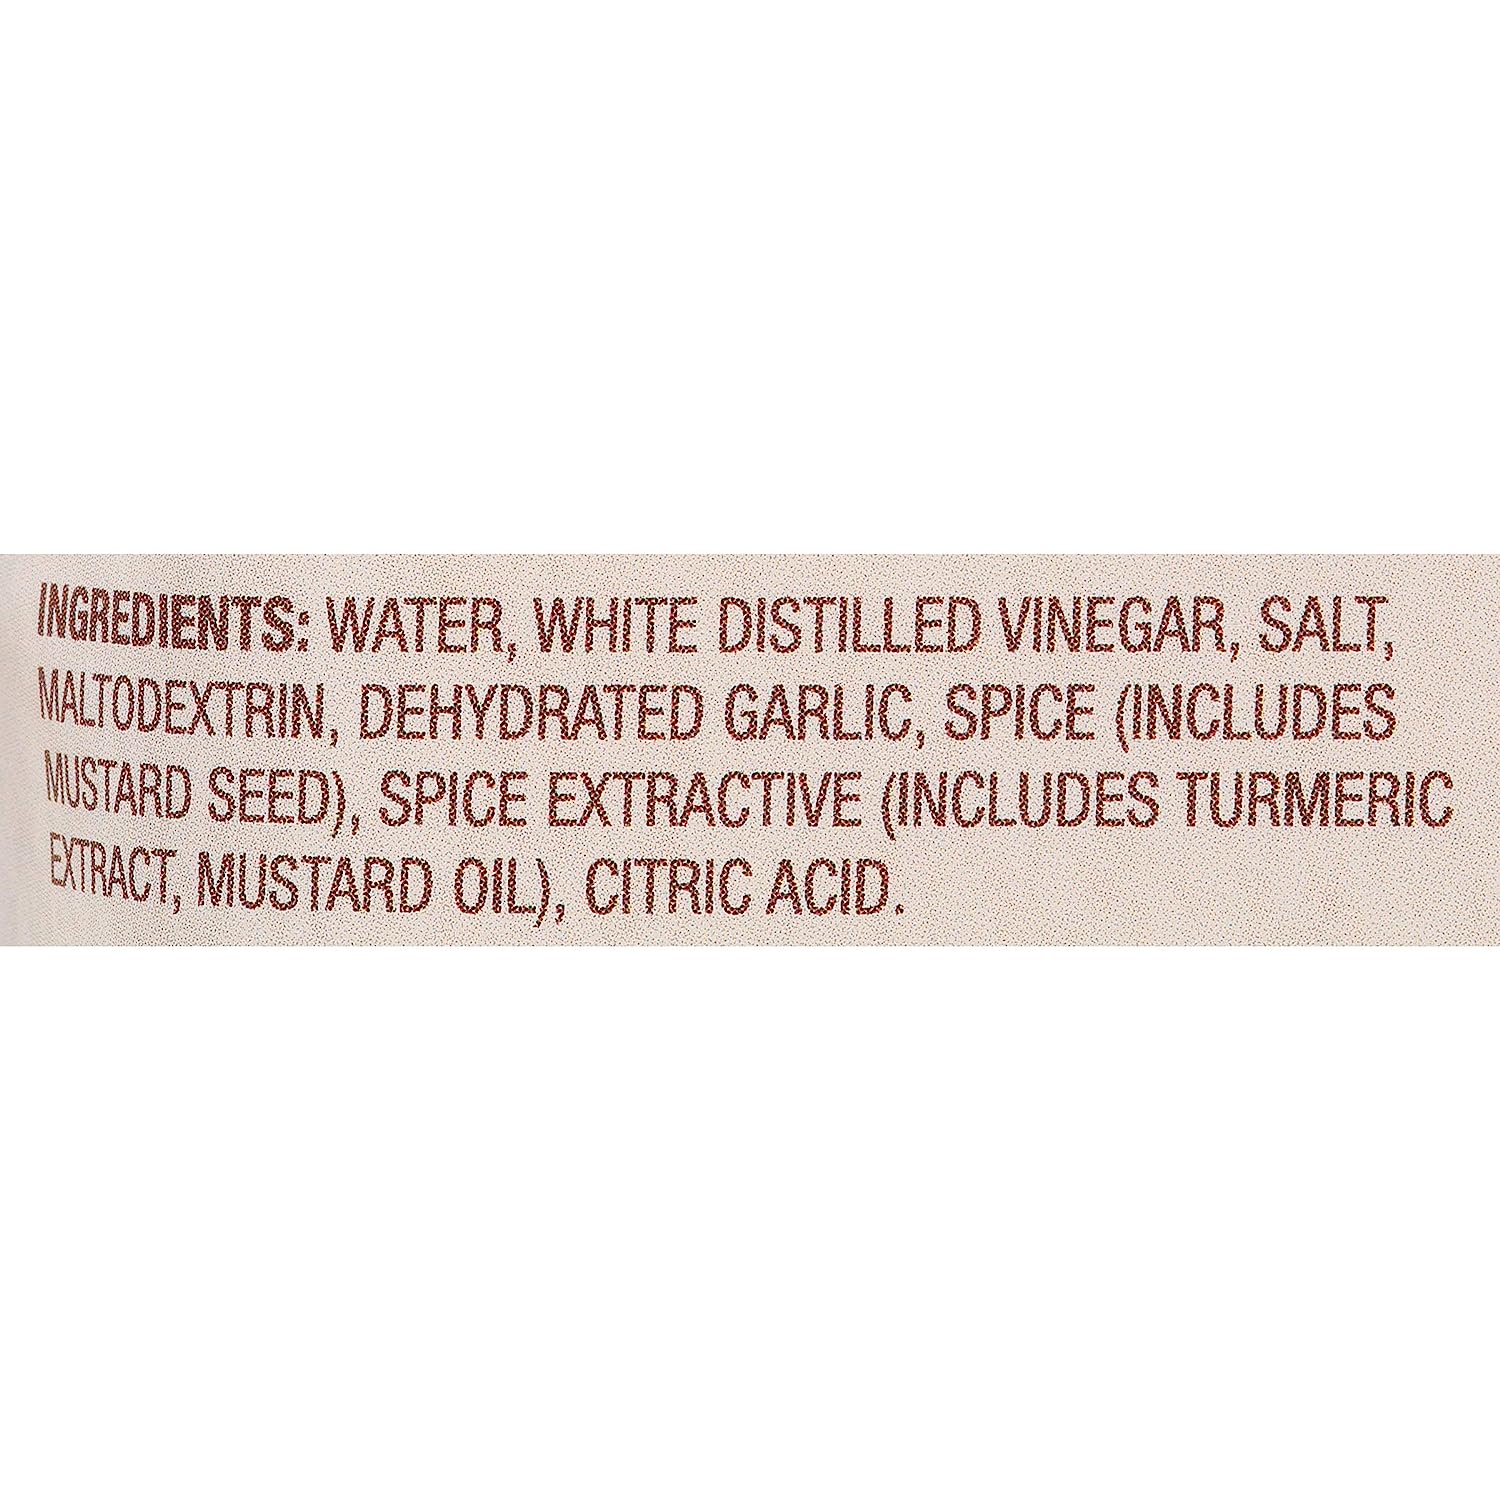 INGREDIENTS: WATER, WHITE DISTILLED VINEGAR, SALT,
MALTODEXTRIN, DEHYDRATED GARLIC, SPICE (INCLUDES
MUSTARD SEED), SPICE EXTRACTIVE (INCLUDES TURMERIC
EXTRACT, MUSTARD OIL), CITRIC ACID.